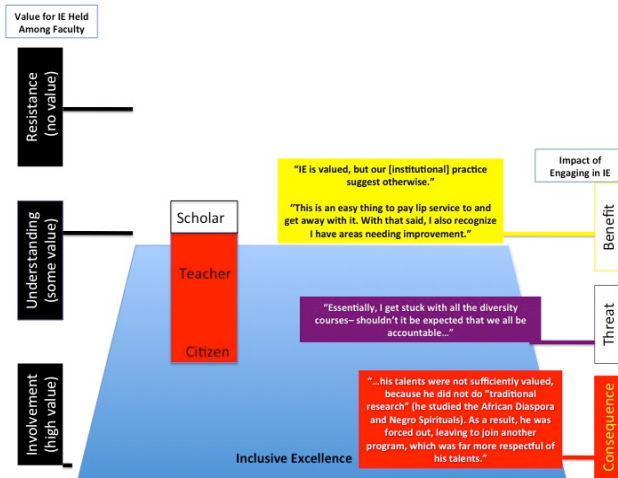 Value for IE Held
Among Faculty
Resistance
(no value)
Understanding
(some value)
Involvement
(high value)
Scholar
Teacher
Citizen
Inclusive Excellence
“IE is valued, but our [institutional] practice
suggest otherwise.”
“This is an easy thing to pay lip service to and
get away with it. With that said, I also recognize
I have areas needing improvement.”
“Essentially, I get stuck with all the diversity
courses– shouldn’t it be expected that we all be
accountable…”
“…his talents were not sufficiently valued,
because he did not do “traditional
research” (he studied the African Diaspora
and Negro Spirituals). As a result, he was
forced out, leaving to join another
program, which was far more respectful of
his talents.”
Impact of
Engaging in IE
Benefit
Threat
Consequence